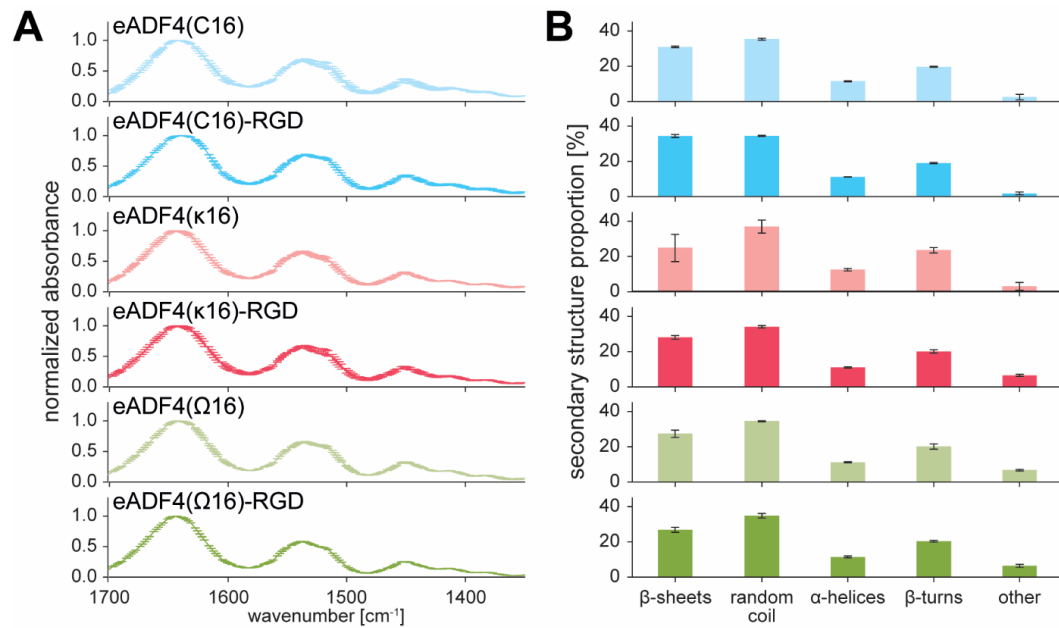 A
B
normalized absorbance
eADF4(C16)
1.0
0.5
0.0
eADF4(C16)-RGD
1.0
0.5
0.0
eADF4(κ16)
1.0
0.5
0.0
eADF4(κ16)-RGD
1.0
0.5
0.0
eADF4(Ω16)
1.0
0.5
0.0
eADF4(Ω16)-RGD
1.0
0.5
0.0
1700
1600
1500
1400
wavenumber [cm⁻¹]
secondary structure proportion [%]
40
20
0
40
20
0
40
20
0
40
20
0
40
20
0
40
20
0
β-sheets
random
coil
α-helices
β-turns
other